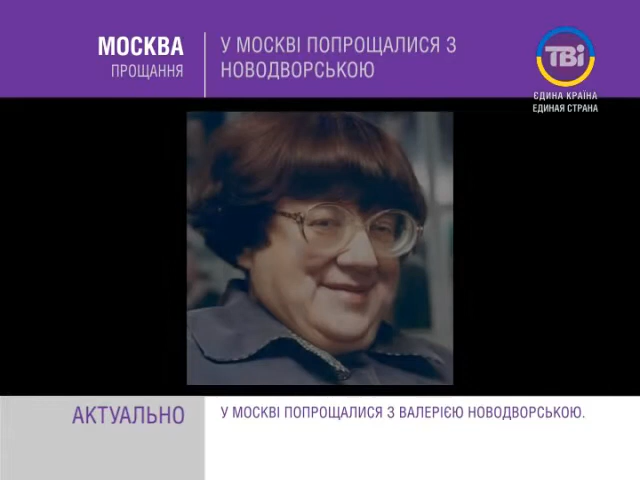 МОСКВА
ПРОЩАННЯ
У МОСКВІ ПОПРОЩАЛИСЯ З
НОВОДВОРСЬКОЮ
ТВі
ЄДИНА КРАЇНА
ЕДИНАЯ СТРАНА
АКТУАЛЬНО
У МОСКВІ ПОПРОЩАЛИСЯ З ВАЛЕРІЄЮ НОВОДВОРСЬКОЮ.